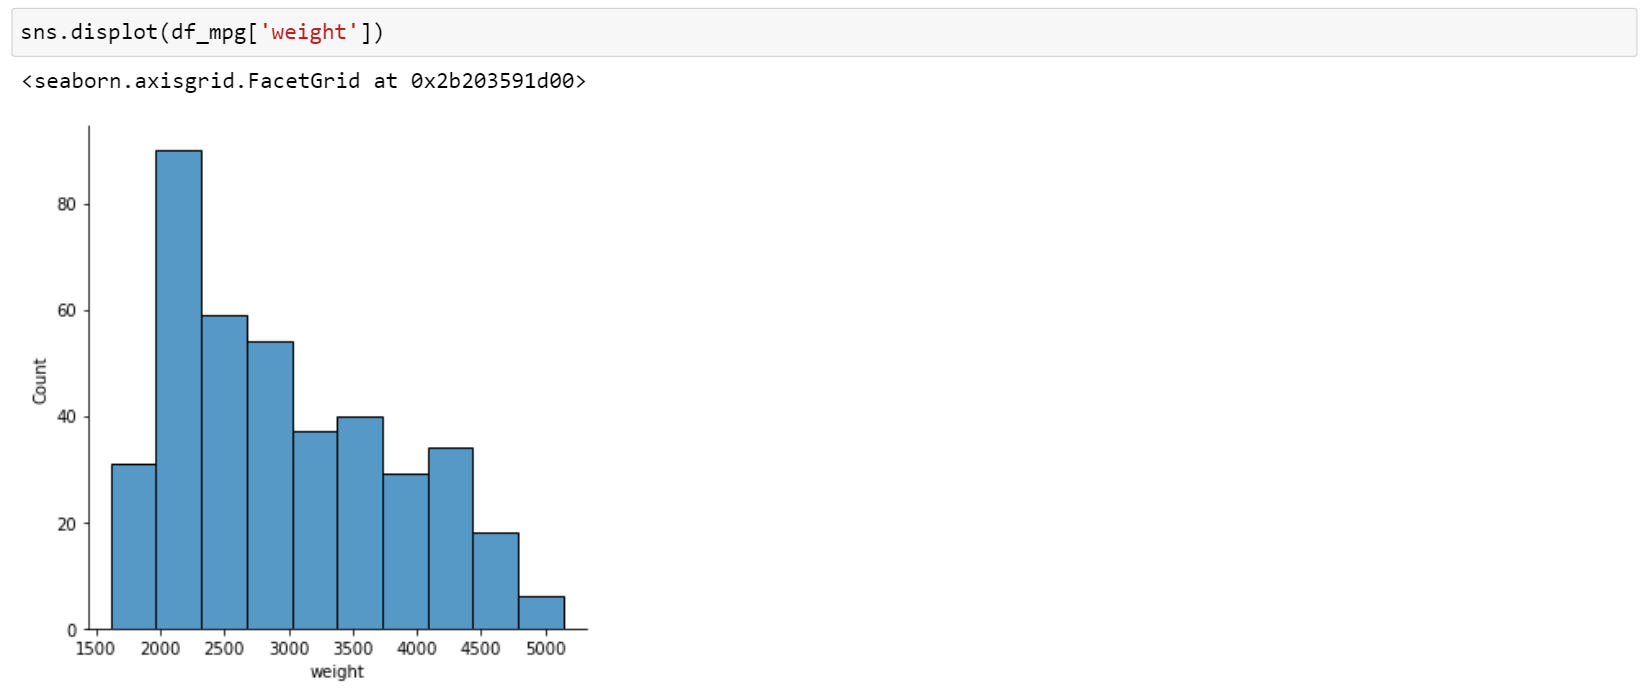 sns.displot(df_mpg['weight'])
<seaborn.axisgrid.FacetGrid at 0x2b203591d00>
80
60
40
20
0
Count
1500 2000 2500 3000 3500 4000 4500 5000
weight